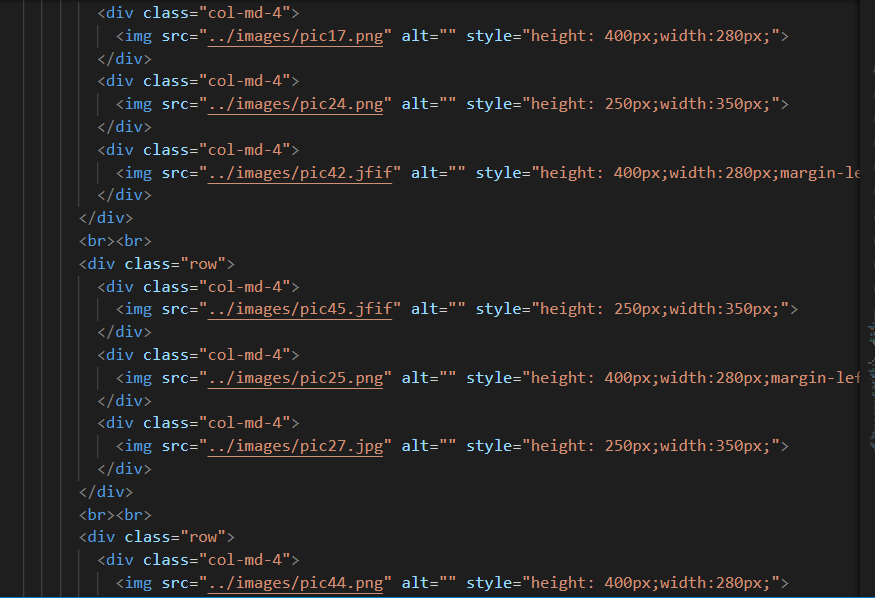 <div class="col-md-4">
<img src="../images/pic17.png" alt="" style="height: 400px;width:280px;">
</div>
<div class="col-md-4">
<img src="../images/pic24.png" alt="" style="height: 250px;width:350px;">
</div>
<div class="col-md-4">
<img src="../images/pic42.jfif" alt="" style="height: 400px;width:280px;margin-le
</div>
</div>
<br><br>
<div class="row">
<div class="col-md-4">
<img src="../images/pic45.jfif" alt="" style="height: 250px;width:350px;">
</div>
<div class="col-md-4">
<img src="../images/pic25.png" alt="" style="height: 400px;width:280px;margin-lef
</div>
<div class="col-md-4">
<img src="../images/pic27.jpg" alt="" style="height: 250px;width:350px;">
</div>
</div>
<br><br>
<div class="row">
<div class="col-md-4">
<img src="../images/pic44.png" alt="" style="height: 400px;width:280px;">